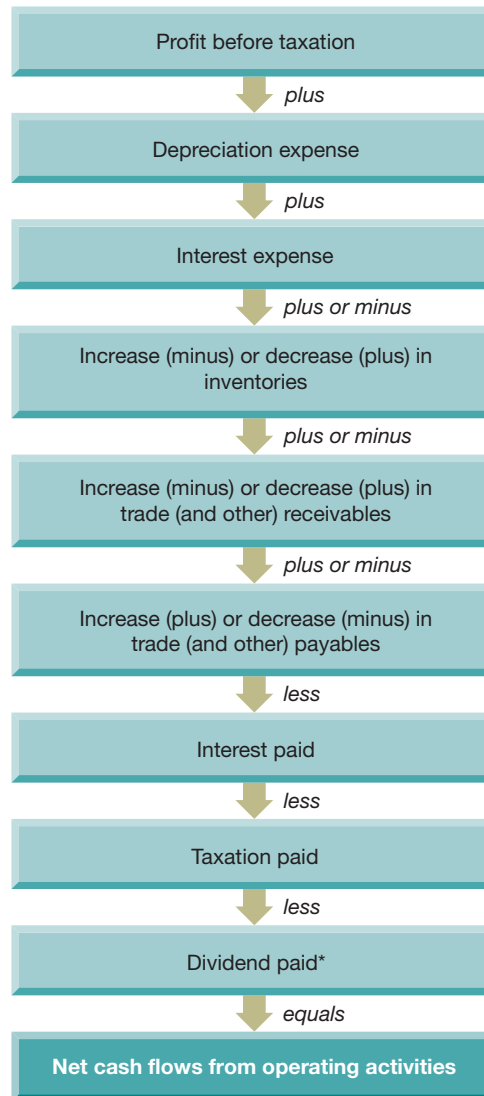 Profit before taxation
plus
Depreciation expense
plus
Interest expense
plus or minus
Increase (minus) or decrease (plus) in
inventories
plus or minus
Increase (minus) or decrease (plus) in
trade (and other) receivables
plus or minus
Increase (plus) or decrease (minus) in
trade (and other) payables
less
Interest paid
less
Taxation paid
less
Dividend paid*
equals
Net cash flows from operating activities